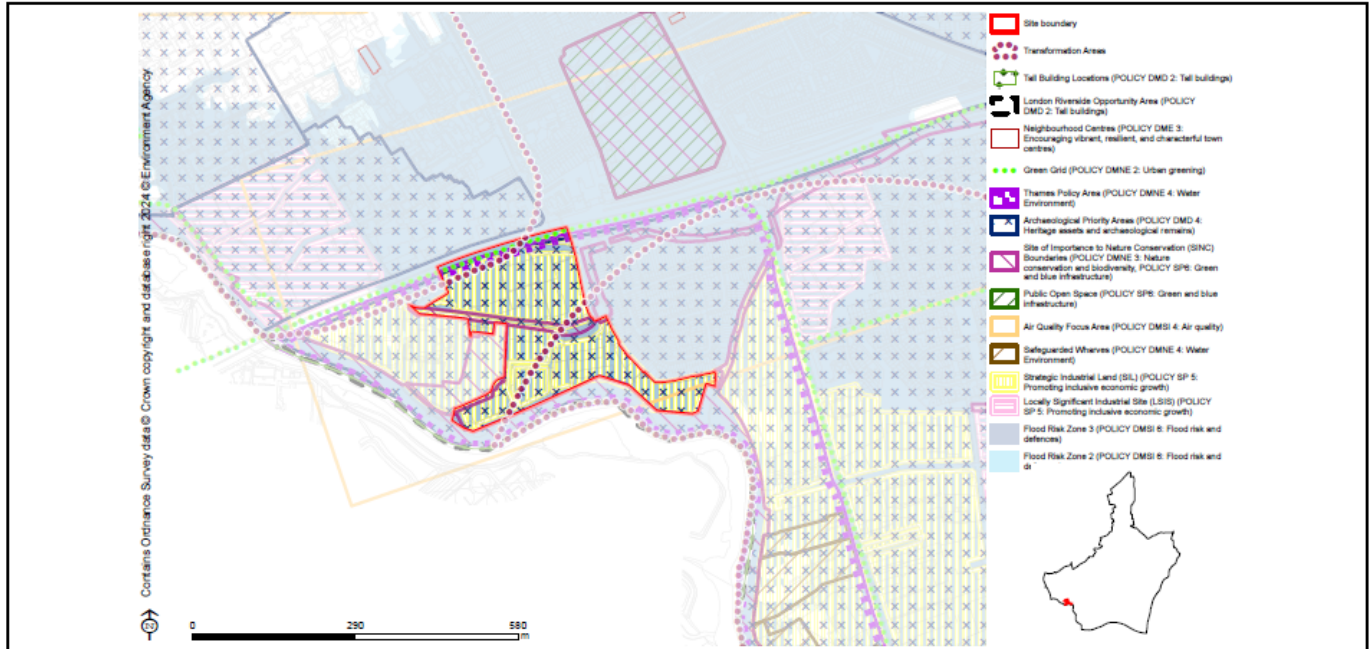 Site boundary
Transformation Areas
Tall Building Locations (POLICY DMD 2: Tall buildings)
London Riverside Opportunity Area (POLICY
DMD 2: Tall buildings)
Neighbourhood Centres (POLICY DME 3:
Encouraging vibrant, resilient, and characterful town
centres)
Green Grid (POLICY DMNE 2: Urban greening)
Thames Policy Area (POLICY DMNE 4: Water
Environment)
Archaeological Priority Areas (POLICY DMD 4:
Heritage assets and archaeological remains)
Site of Importance to Nature Conservation (SINC)
Boundaries (POLICY DMNE 3: Nature
conservation and biodiversity, POLICY SP6: Green
and blue infrastructure)
Public Open Space (POLICY SP6: Green and blue
infrastructure)
Air Quality Focus Area (POLICY DMSI 4: Air quality)
Safeguarded Wharves (POLICY DMNE 4: Water
Environment)
Strategic Industrial Land (SIL) (POLICY SP 5:
Promoting inclusive economic growth)
Locally Significant Industrial Site (LSIS) (POLICY
SP 5: Promoting inclusive economic growth)
Flood Risk Zone 3 (POLICY DMSI 6: Flood risk and
defences)
Flood Risk Zone 2 (POLICY DMSI 6: Flood risk and
Contains Ordnance Survey data © Crown copyright and database right 2024 © Environment Agency
0 290 580
m